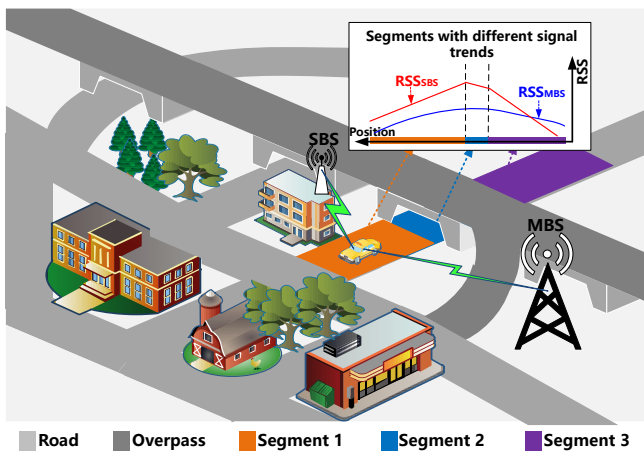 Segments with different signal
trends
RSSSBS
RSSMBS
RSS
Position
SBS
MBS
Road
Overpass
Segment 1
Segment 2
Segment 3